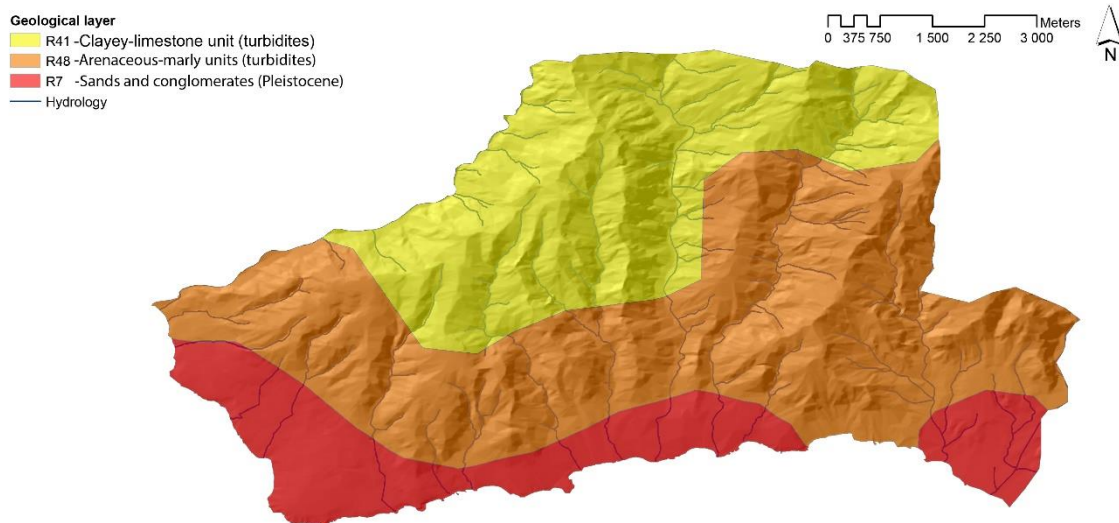 Geological layer
R41 -Clayey-limestone unit (turbidites)
R48 -Arenaceous-marly units (turbidites)
R7 -Sands and conglomerates (Pleistocene)
Hydrology
Meters
0 375 750 1 500 2 250 3 000
N